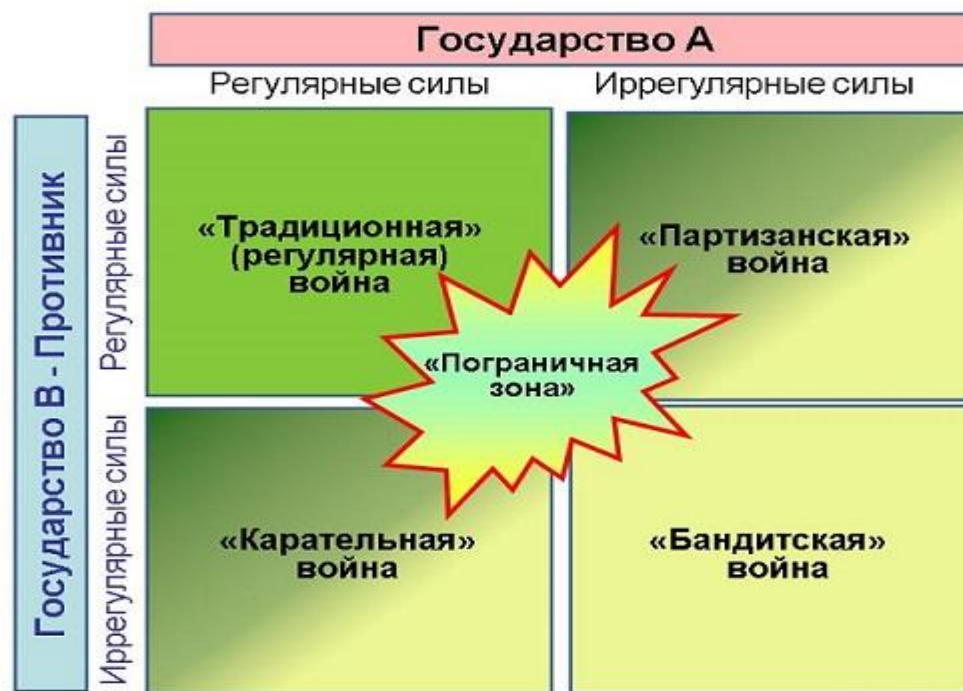 Государство А
Регулярные силы
Иррегулярные силы
Государство В - Противник
Регулярные силы
Иррегулярные силы
«Традиционная»
(регулярная)
война
«Партизанская»
война
«Пограничная
зона»
«Карательная»
война
«Бандитская»
война